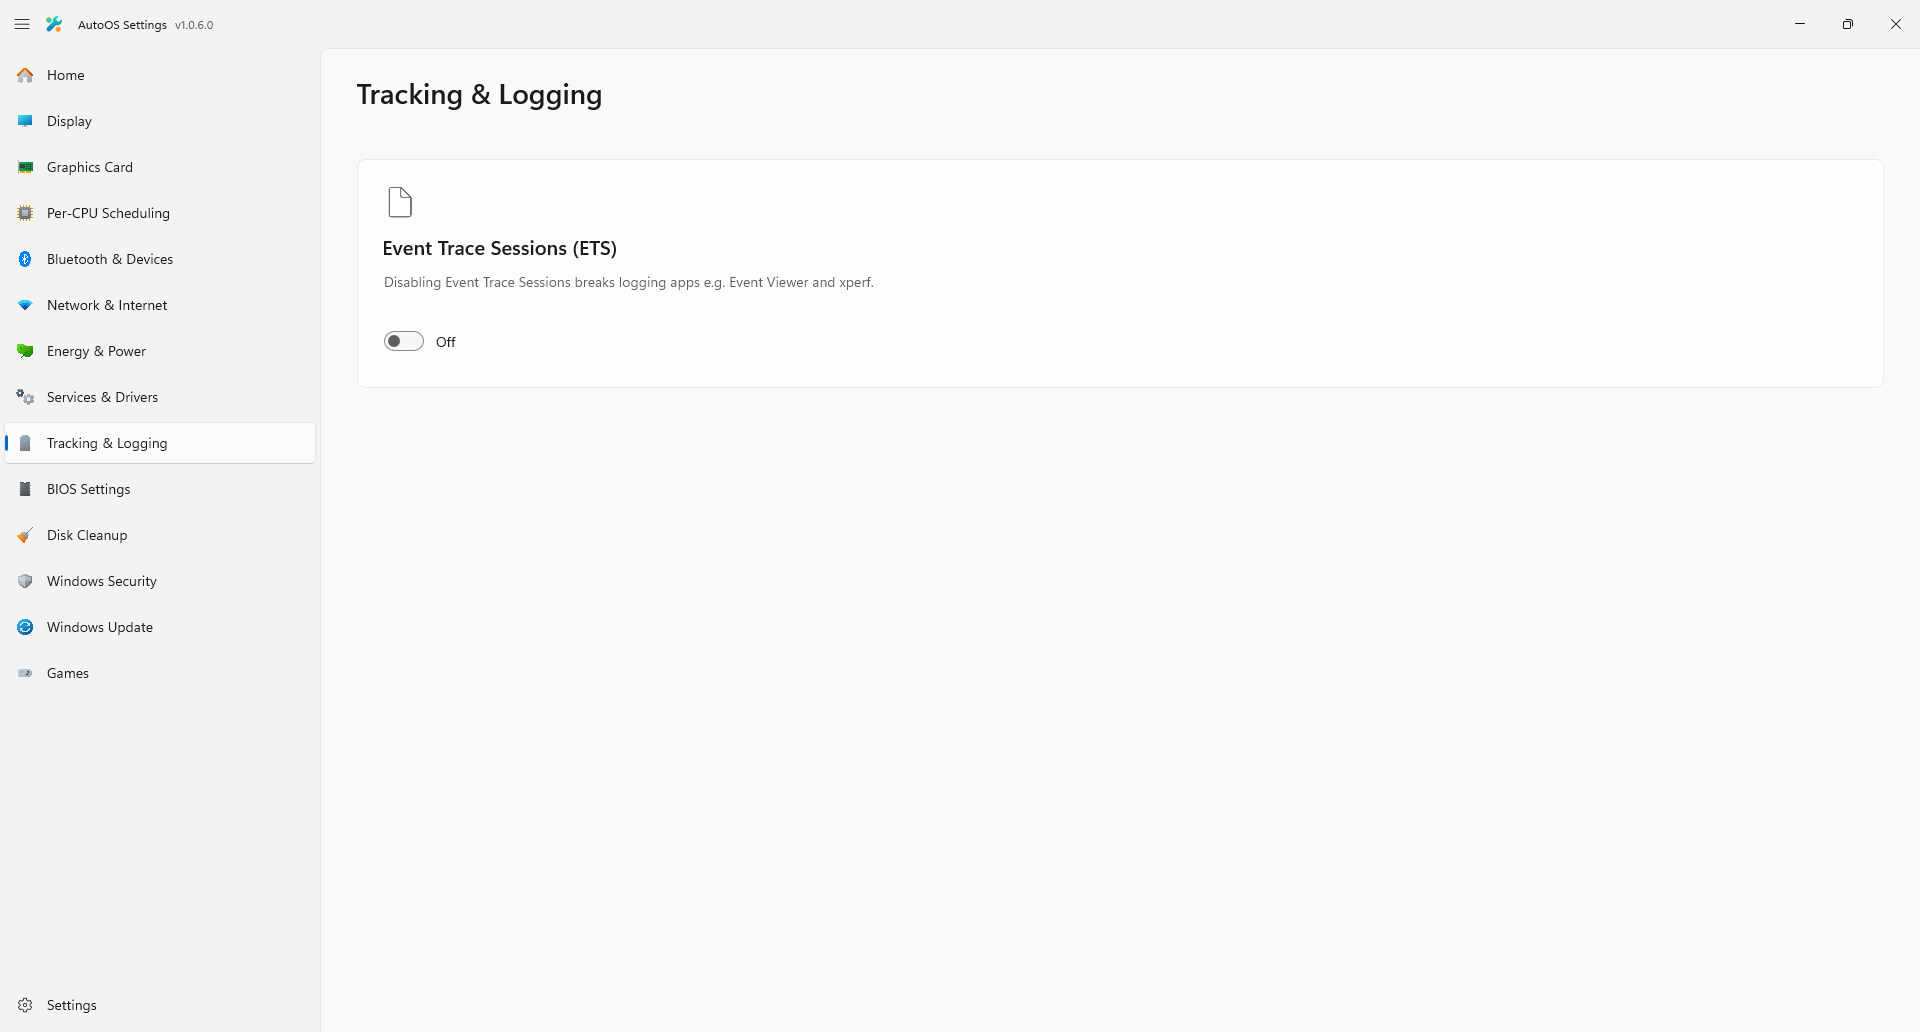 AutoOS Settings v1.0.6.0
Home
Display
Graphics Card
Per-CPU Scheduling
Bluetooth & Devices
Network & Internet
Energy & Power
Services & Drivers
Tracking & Logging
BIOS Settings
Disk Cleanup
Windows Security
Windows Update
Games
Settings
Tracking & Logging
Event Trace Sessions (ETS)
Disabling Event Trace Sessions breaks logging apps e.g. Event Viewer and xperf.
Off